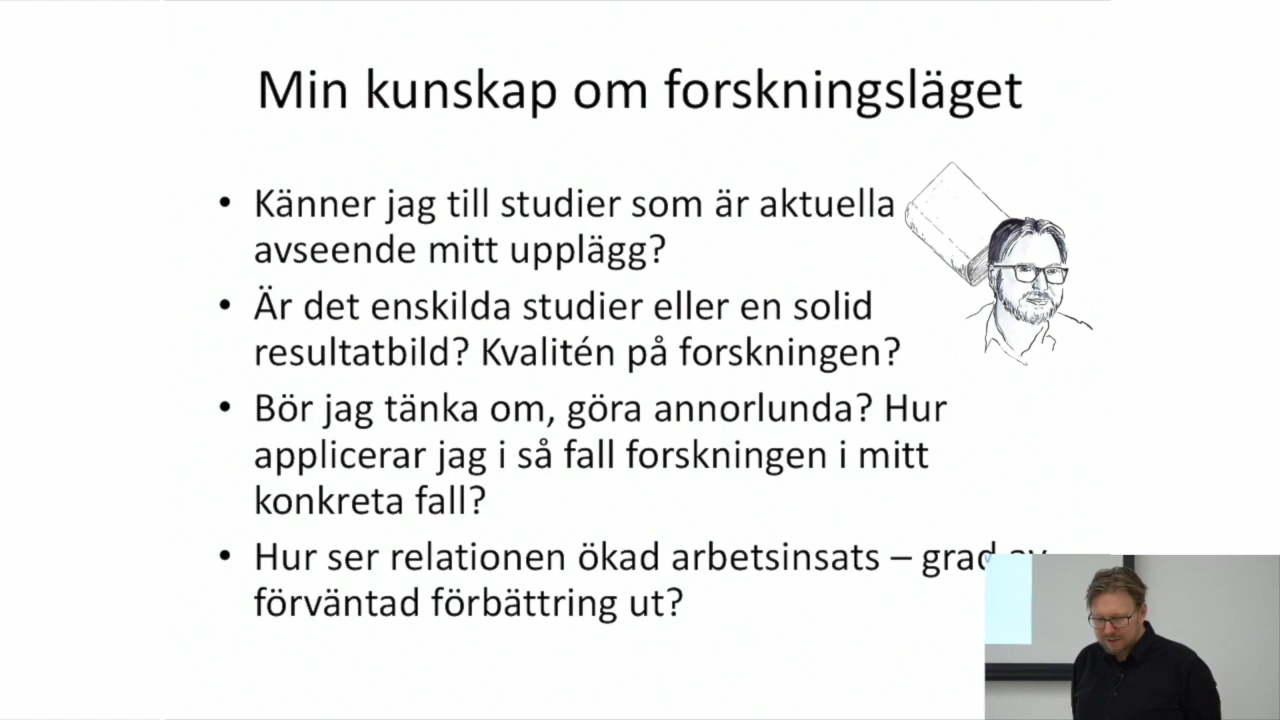 Min kunskap om forskningsläget
• Känner jag till studier som är aktuella
avseende mitt upplägg?
• Är det enskilda studier eller en solid
resultatbild? Kvalitén på forskningen?
• Bör jag tänka om, göra annorlunda? Hur
applicerar jag i så fall forskningen i mitt
konkreta fall?
• Hur ser relationen ökad arbetsinsats – grad av
förväntad förbättring ut?